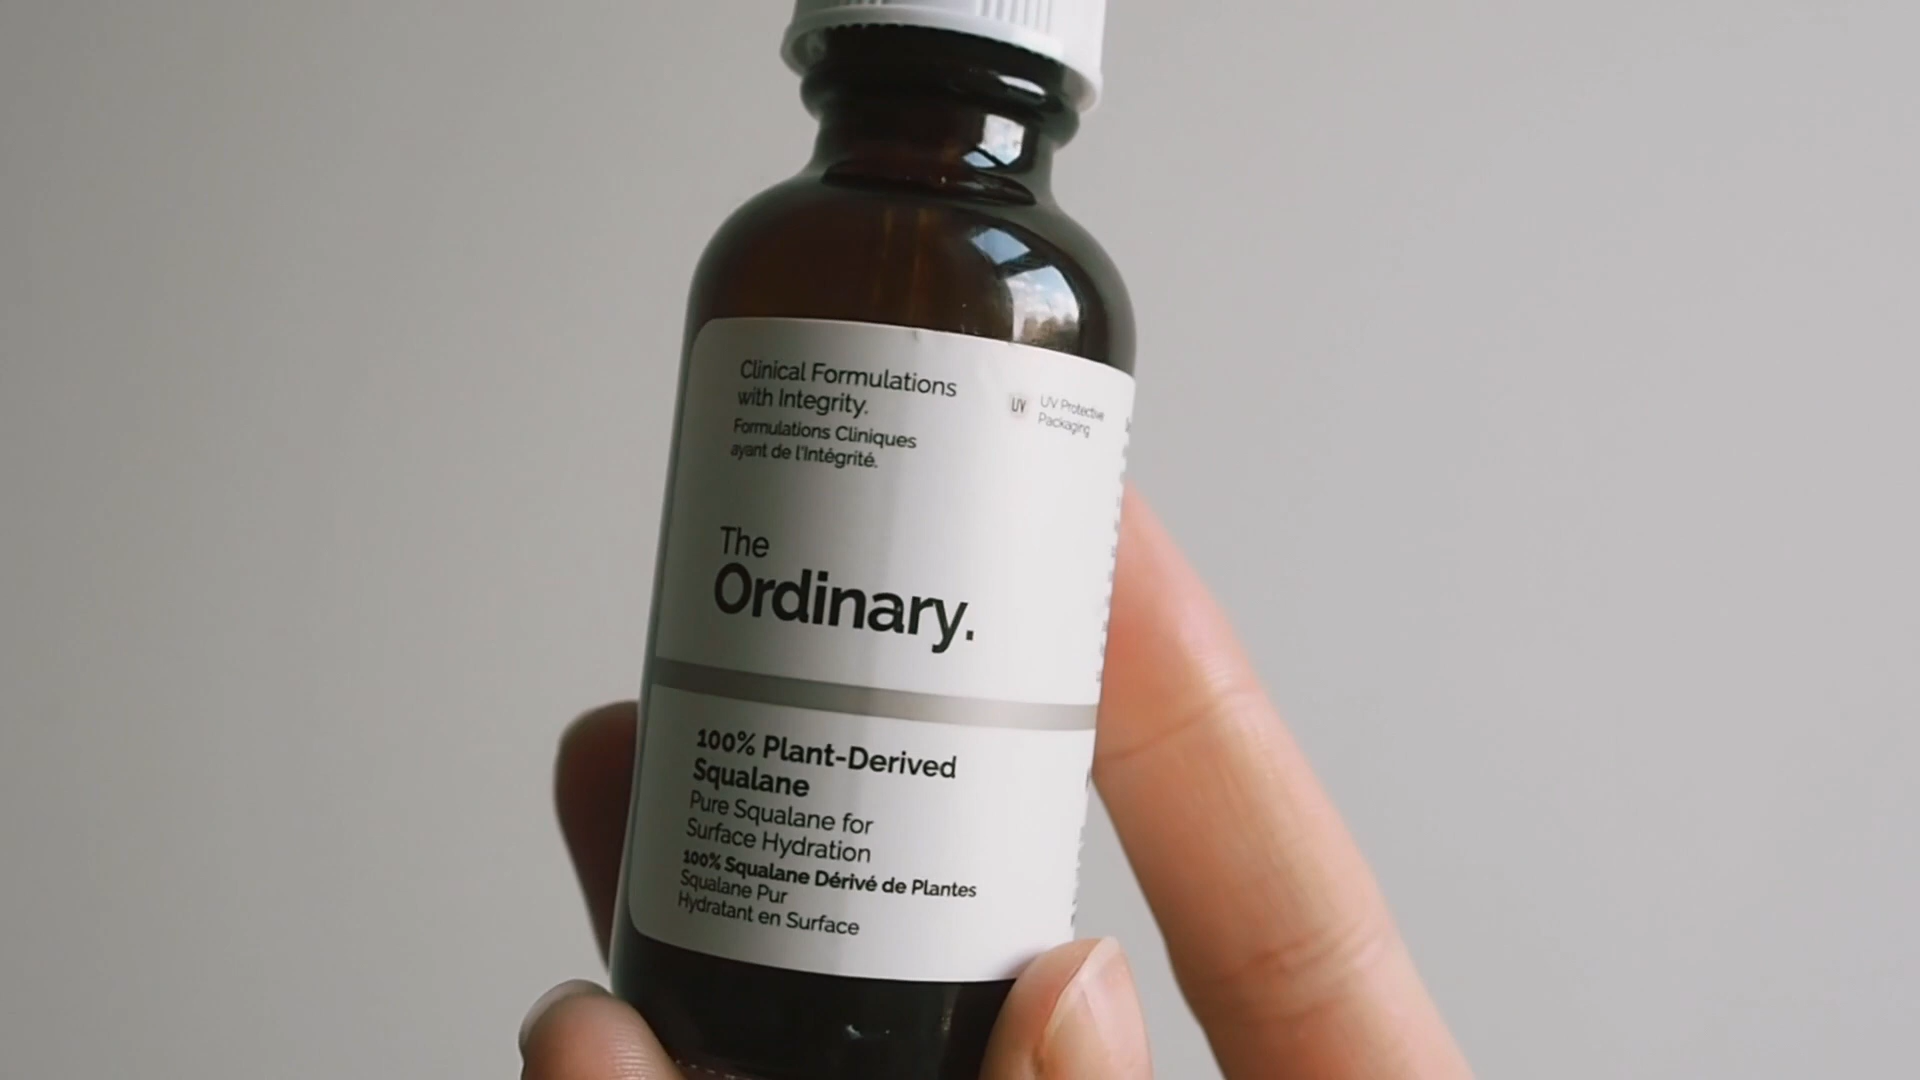 Clinical Formulations
with Integrity.
Formulations Cliniques
ayant de l'Intégrité.
UV
UV Protective
Packaging
The
Ordinary.
100% Plant-Derived
Squalane
Pure Squalane for
Surface Hydration
100% Squalane Dérivé de Plantes
Squalane Pur
Hydratant en Surface